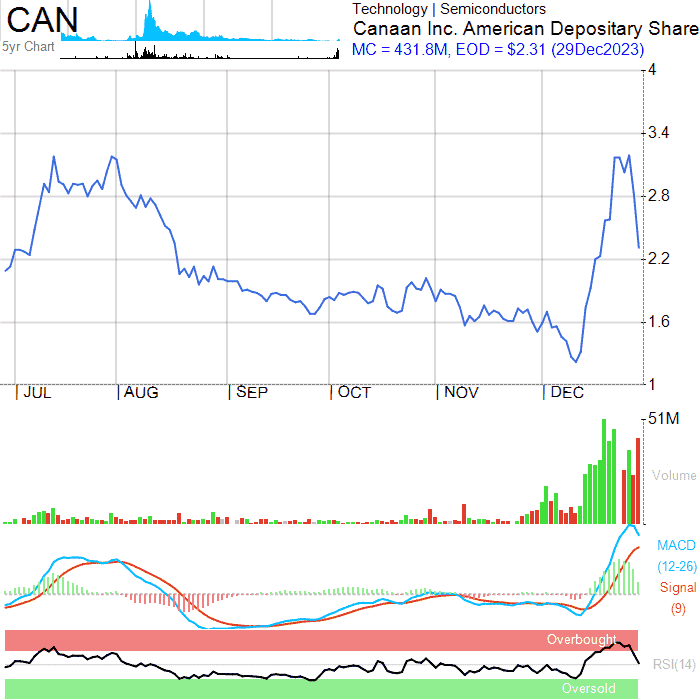 CAN
5yr Chart
Technology | Semiconductors
Canaan Inc. American Depositary Share
MC = 431.8M, EOD = $2.31 (29Dec2023)
4
3.4
2.8
2.2
1.6
1
JUL AUG SEP OCT NOV DEC
51M
Volume
MACD
(12-26)
Signal
(9)
Overbought
RSI(14)
Oversold